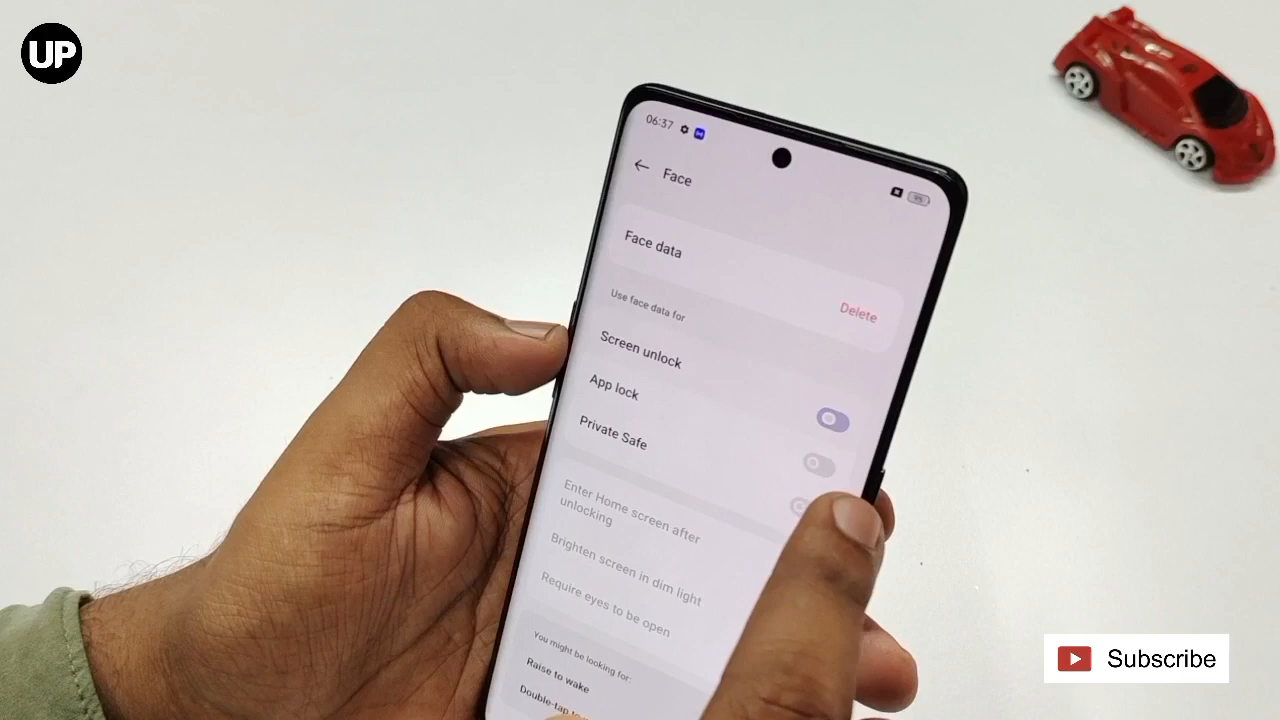 UP
06:37
Face
Face data
Delete
Use face data for
Screen unlock
App lock
Private Safe
Enter Home screen after
unlocking
Brighten screen in dim light
Require eyes to be open
You might be looking for:
Raise to wake
Double-tap
Subscribe